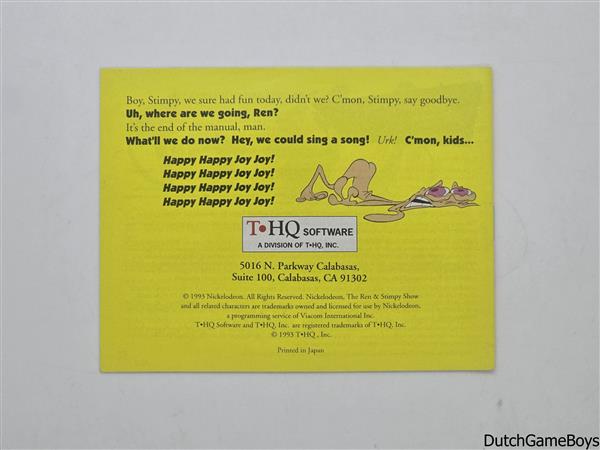 Boy, Stimpy, we sure had fun today, didn't we? C'mon, Stimpy, say goodbye.
Uh, where are we going, Ren?
It's the end of the manual, man.
What'll we do now? Hey, we could sing a song! Urk! C'mon, kids...
Happy Happy Joy Joy!
Happy Happy Joy Joy!
Happy Happy Joy Joy!
Happy Happy Joy Joy!
T•HQ SOFTWARE
A DIVISION OF T•HQ, INC.
5016 N. Parkway Calabasas,
Suite 100, Calabasas, CA 91302
© 1993 Nickelodeon. All Rights Reserved. Nickelodeon, The Ren & Stimpy Show
and all related characters are trademarks owned and licensed for use by Nickelodeon,
a programming service of Viacom International Inc.
T•HQ Software and T•HQ, Inc. are registered trademarks of T•HQ, Inc.
© 1993 T•HQ , Inc.
Printed in Japan
DutchGameBoys